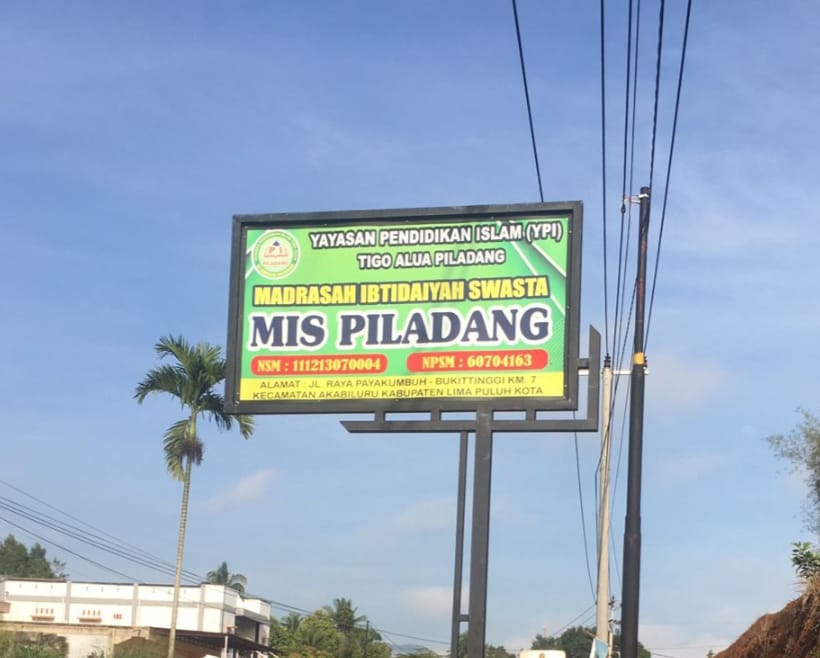 YAYASAN PENDIDIKAN ISLAM (YPI)
TIGO ALUA PILADANG
MADRASAH IBTIDAIYAH SWASTA
MIS PILADANG
NSM : 111213070004
NPSM : 60704163
ALAMAT : JL. RAYA PAYAKUMBUH - BUKITTINGGI KM. 7
KECAMATAN AKABILURU KABUPATEN LIMA PULUH KOTA